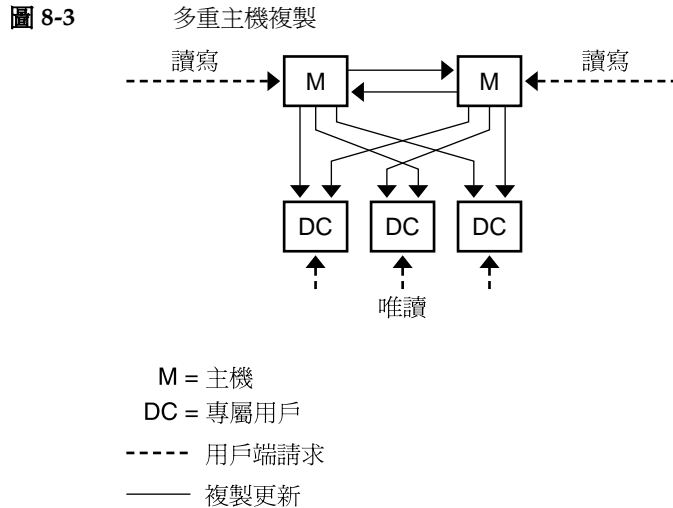 圖 8-3 多重主機複製
讀寫 讀寫
M M
DC DC DC
唯讀
M = 主機
DC = 專屬用戶
用戶端請求
複製更新